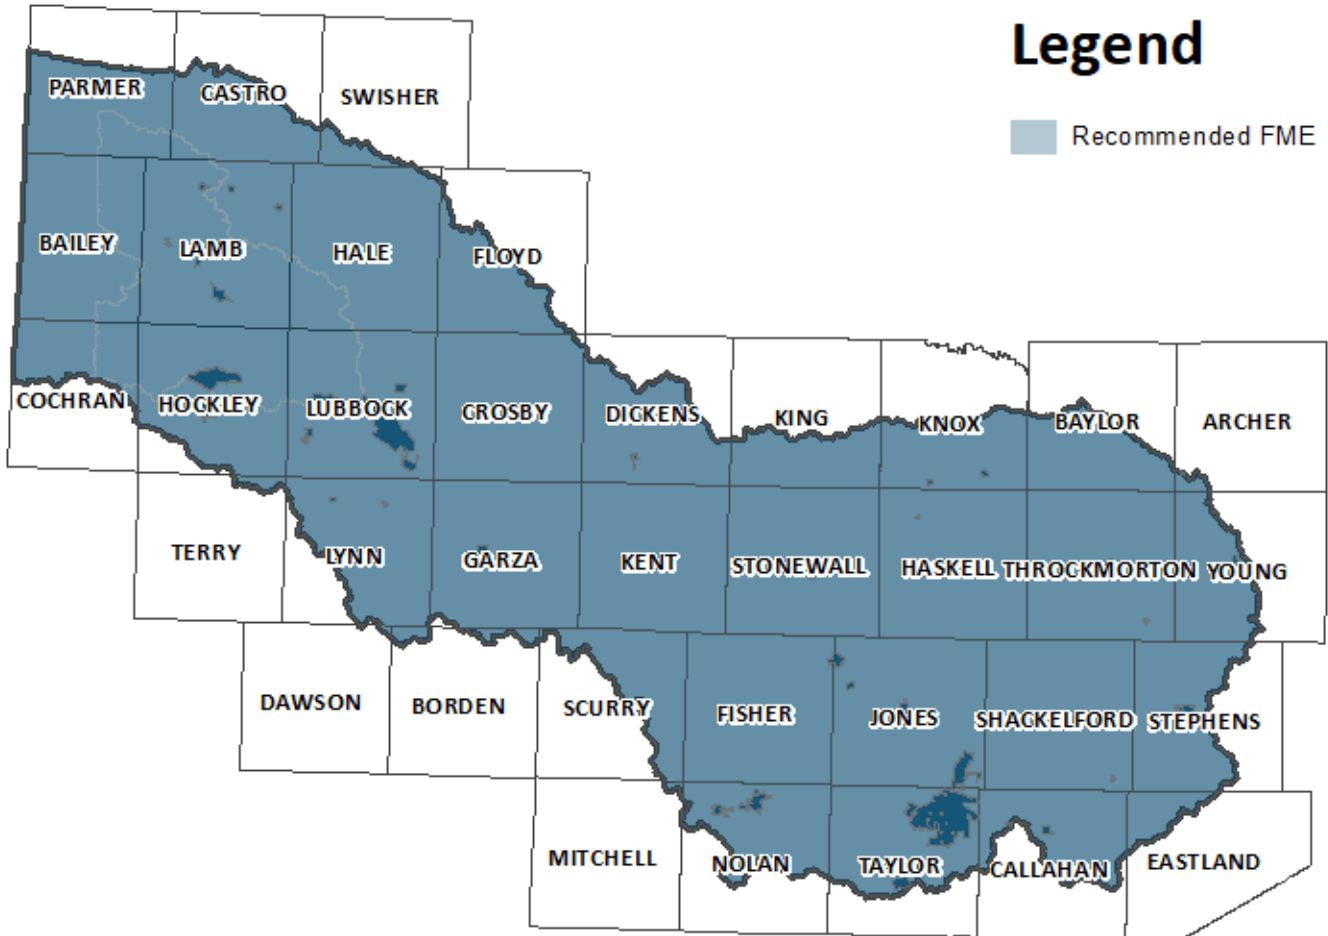 Legend
Recommended FME
PARMER
CASTRO
SWISHER
BAILEY
LAMB
HALE
FLOYD
COCHRAN
HOCKLEY
LUBBOCK
CROSBY
DICKENS
KING
KNOX
BAYLOR
ARCHER
TERRY
LYNN
GARZA
KENT
STONEWALL
HASKELL
THROCKMORTON
YOUNG
DAWSON
BORDEN
SCURRY
FISHER
JONES
SHACKELFORD
STEPHENS
MITCHELL
NOLAN
TAYLOR
CALLAHAN
EASTLAND